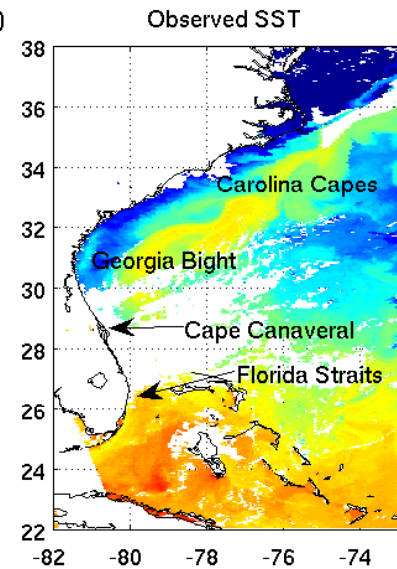 )
Observed SST
38
36
34
32
30
28
26
24
22
Carolina Capes
Georgia Bight
Cape Canaveral
Florida Straits
-82 -80 -78 -76 -74